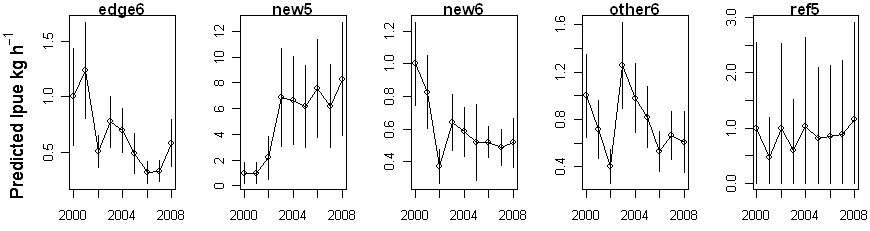 edge6 new5 new6 other6 ref5
Predicted lpue kg h⁻¹
0.5 1.0 1.5
2000 2004 2008
0 2 4 6 8 10 12
2000 2004 2008
0.4 0.6 0.8 1.0 1.2
2000 2004 2008
0.4 0.8 1.2 1.6
2000 2004 2008
0.0 1.0 2.0 3.0
2000 2004 2008